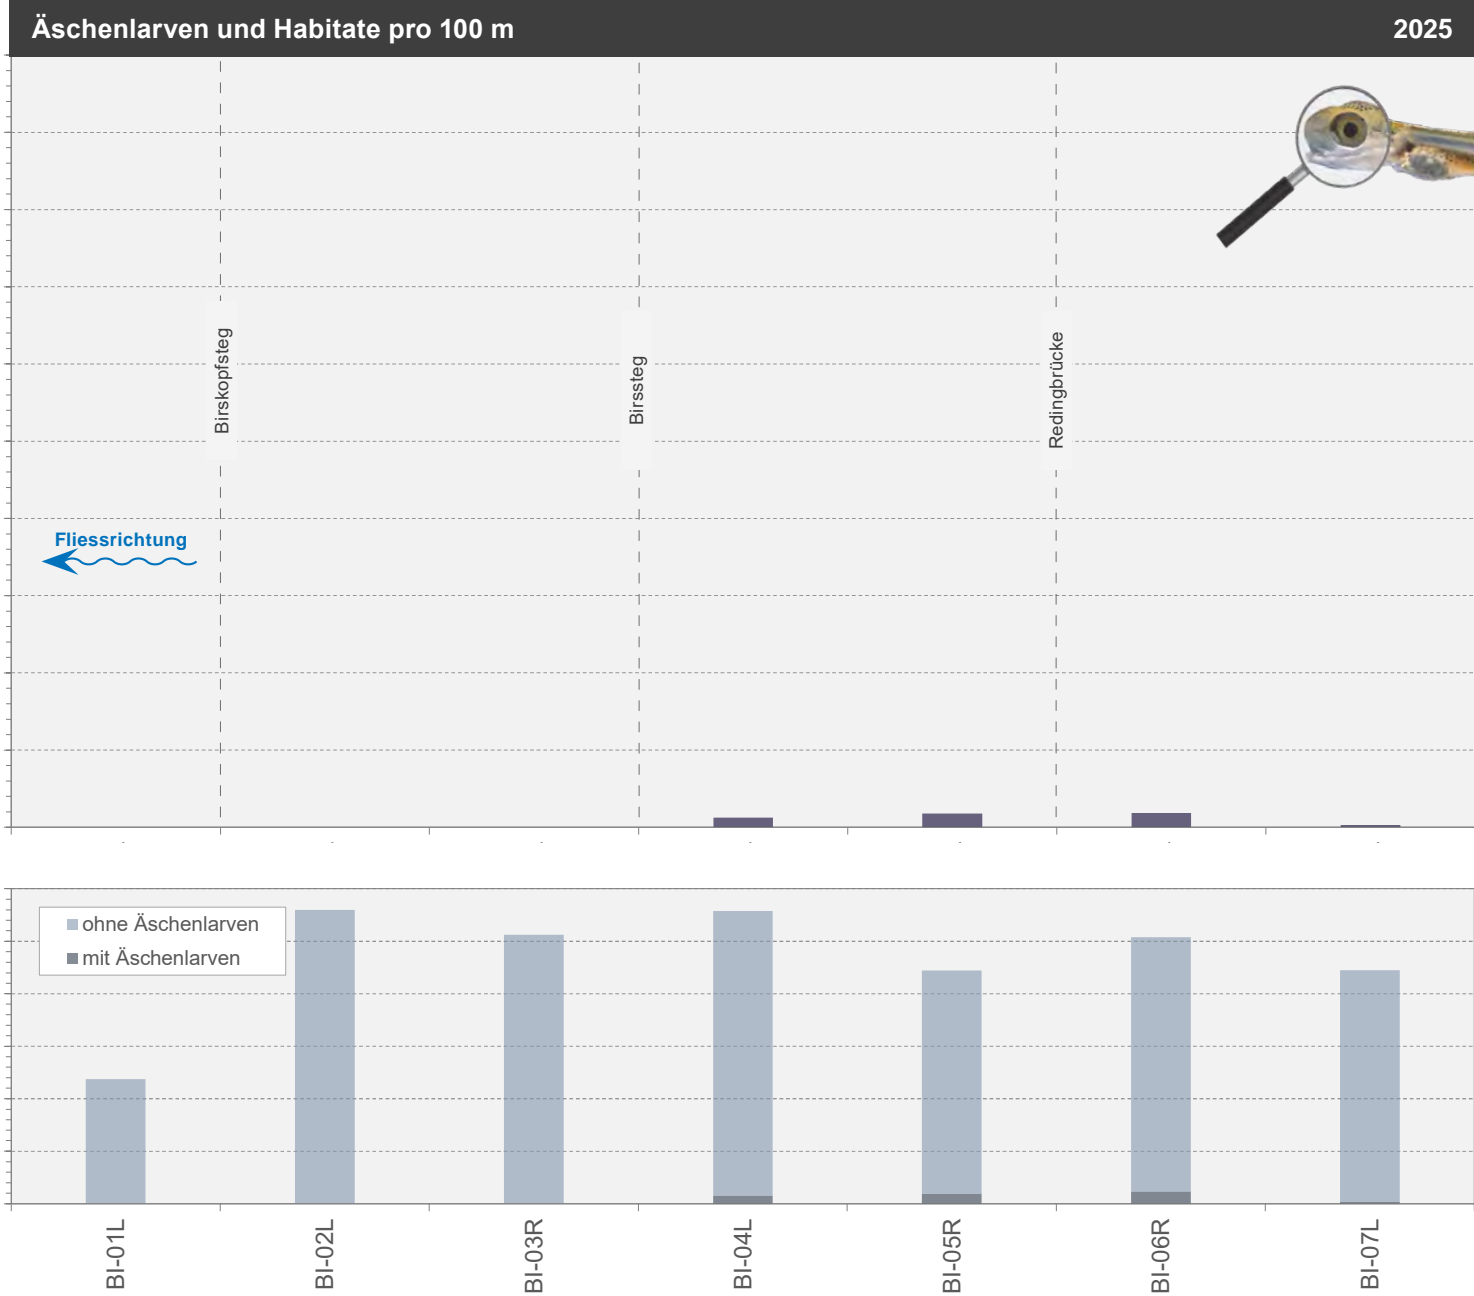 Äschenlarven und Habitate pro 100 m 2025
Birskopfsteg
Birssteg
Redingbrücke
Fliessrichtung
ohne Äschenlarven
mit Äschenlarven
BI-01L
BI-02L
BI-03R
BI-04L
BI-05R
BI-06R
BI-07L